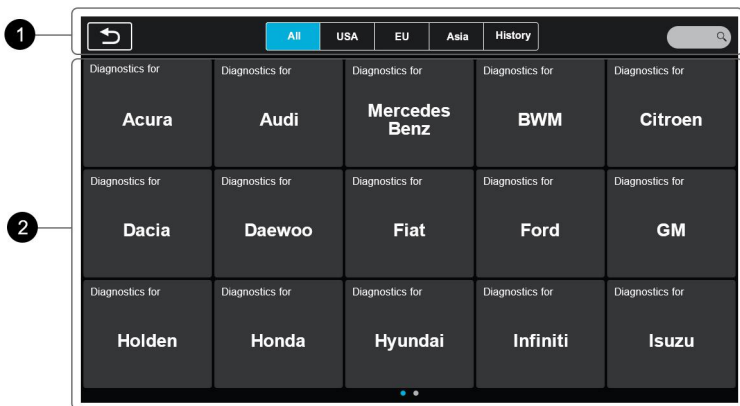 1
All USA EU Asia History
Diagnostics for Diagnostics for Diagnostics for Diagnostics for Diagnostics for
Acura Audi Mercedes Benz BWM Citroen
2
Diagnostics for Diagnostics for Diagnostics for Diagnostics for Diagnostics for
Dacia Daewoo Fiat Ford GM
Diagnostics for Diagnostics for Diagnostics for Diagnostics for Diagnostics for
Holden Honda Hyundai Infiniti Isuzu